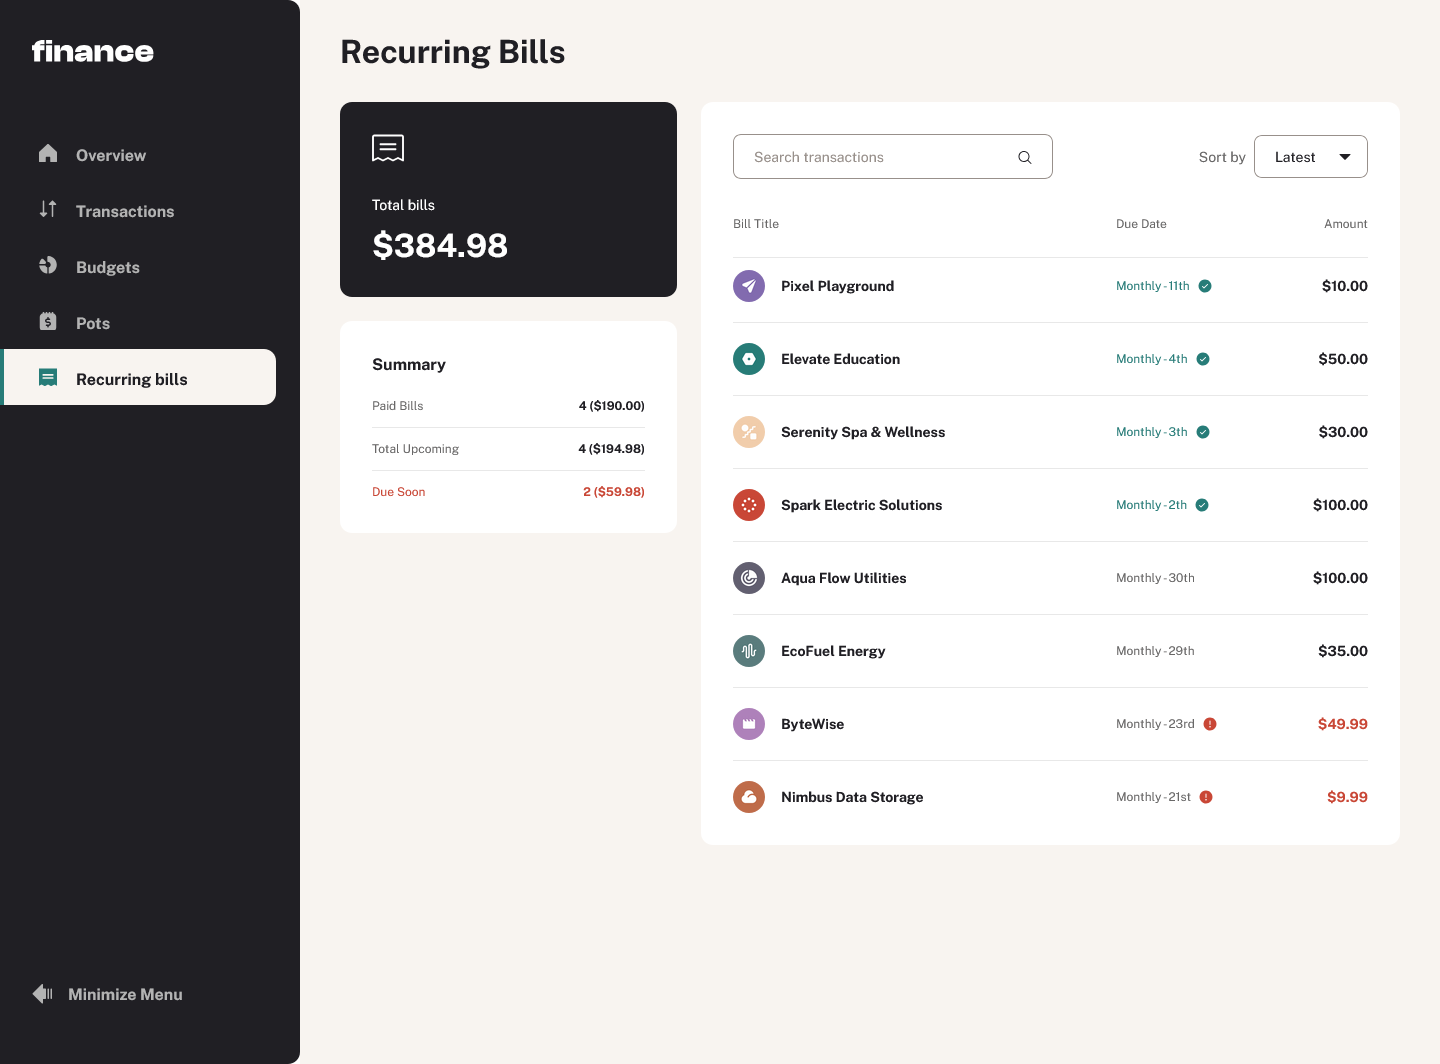 finance
Overview
Transactions
Budgets
Pots
Recurring bills
Minimize Menu
Recurring Bills
Total bills
$384.98
Summary
Paid Bills 4 ($190.00)
Total Upcoming 4 ($194.98)
Due Soon 2 ($59.98)
Search transactions
Sort by Latest
Bill Title Due Date Amount
Pixel Playground Monthly - 11th $10.00
Elevate Education Monthly - 4th $50.00
Serenity Spa & Wellness Monthly - 3th $30.00
Spark Electric Solutions Monthly - 2th $100.00
Aqua Flow Utilities Monthly - 30th $100.00
EcoFuel Energy Monthly - 29th $35.00
ByteWise Monthly - 23rd $49.99
Nimbus Data Storage Monthly - 21st $9.99